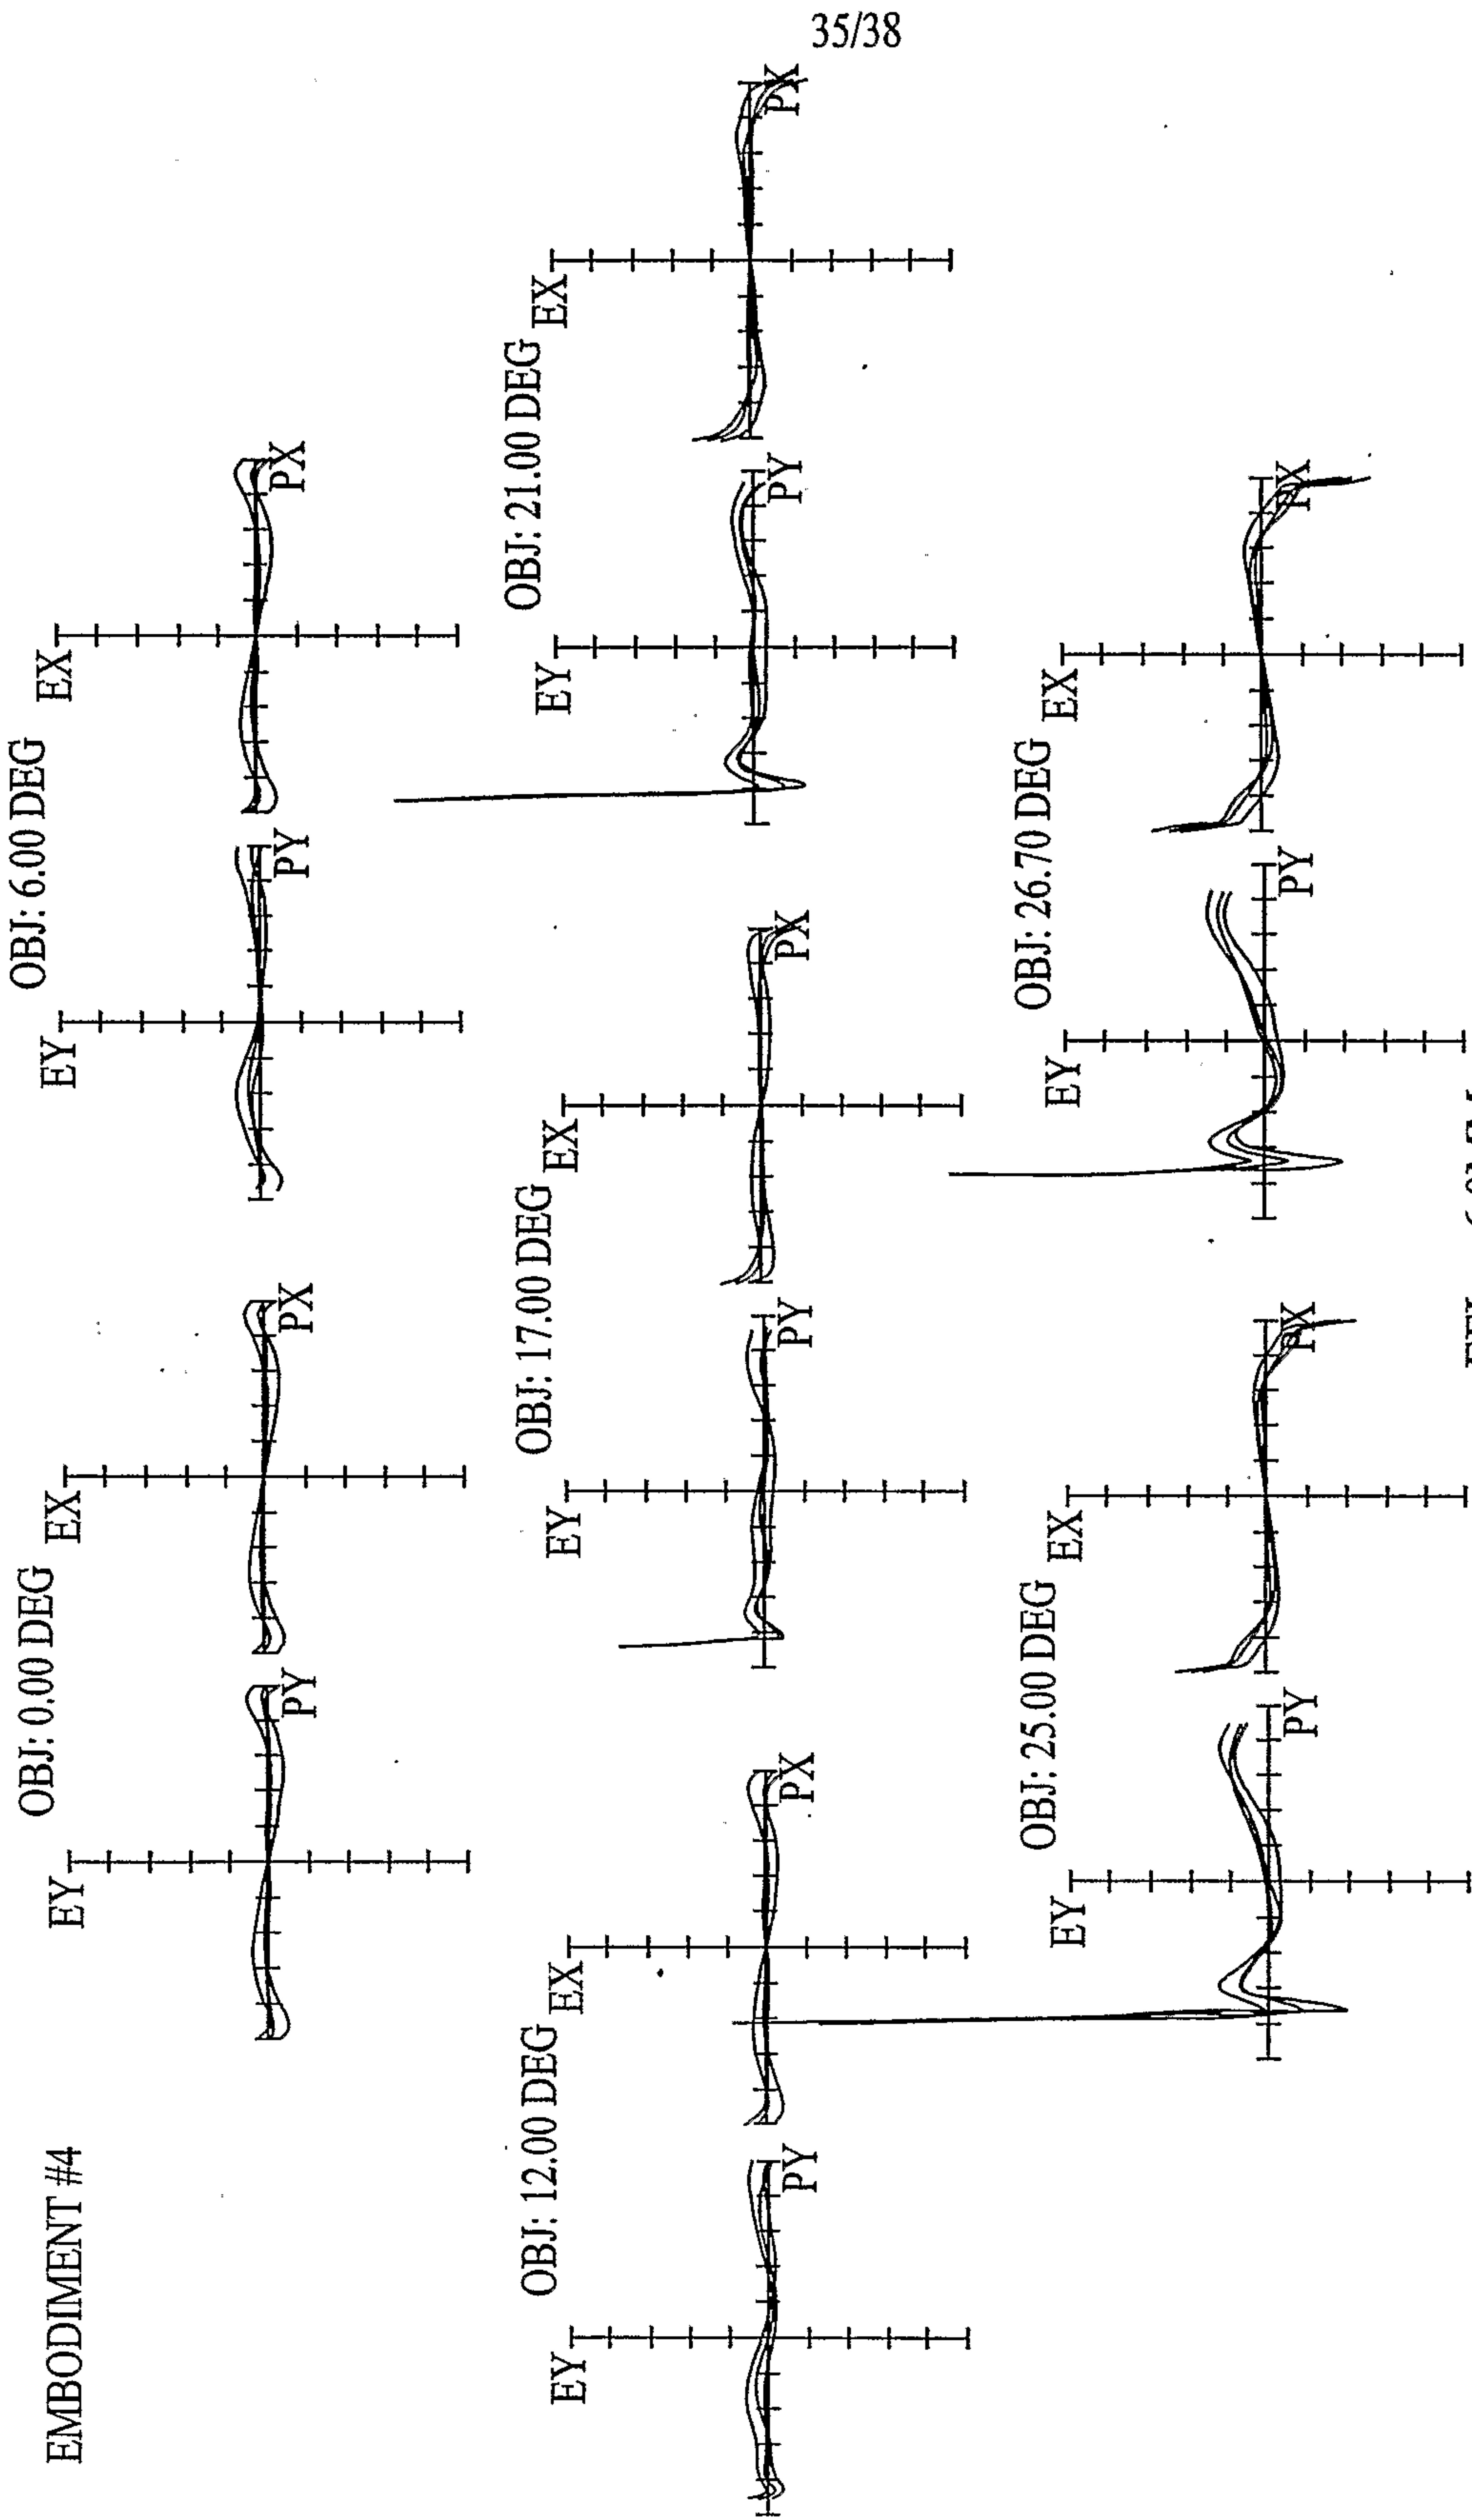 35/38
EMBODIMENT #4
OBJ: 0.00 DEG
EY
PY
EX
PX
OBJ: 6.00 DEG
EY
PY
EX
PX
OBJ: 12.00 DEG
EY
PY
EX
PX
OBJ: 17.00 DEG
EY
PY
EX
PX
OBJ: 21.00 DEG
EY
PY
EX
PX
OBJ: 25.00 DEG
EY
PY
EX
PX
OBJ: 26.70 DEG
EY
PY
EX
PX